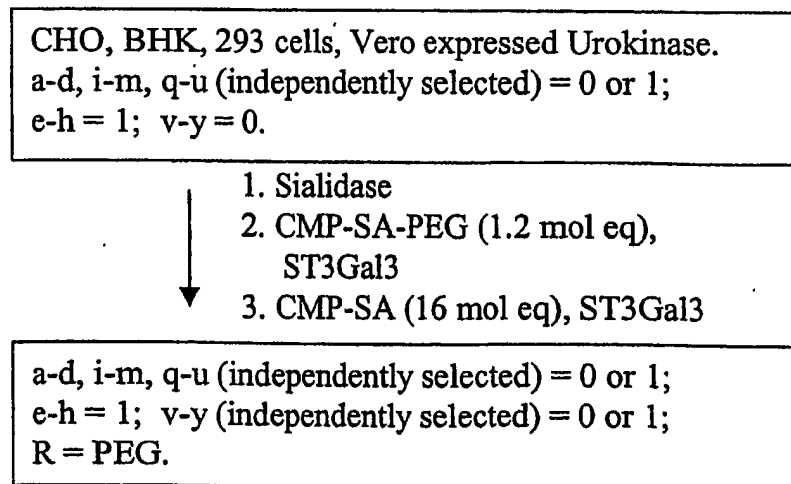 CHO, BHK, 293 cells, Vero expressed Urokinase.
a-d, i-m, q-u (independently selected) = 0 or 1;
e-h = 1; v-y = 0.
1. Sialidase
2. CMP-SA-PEG (1.2 mol eq),
ST3Gal3
3. CMP-SA (16 mol eq), ST3Gal3
a-d, i-m, q-u (independently selected) = 0 or 1;
e-h = 1; v-y (independently selected) = 0 or 1;
R = PEG.